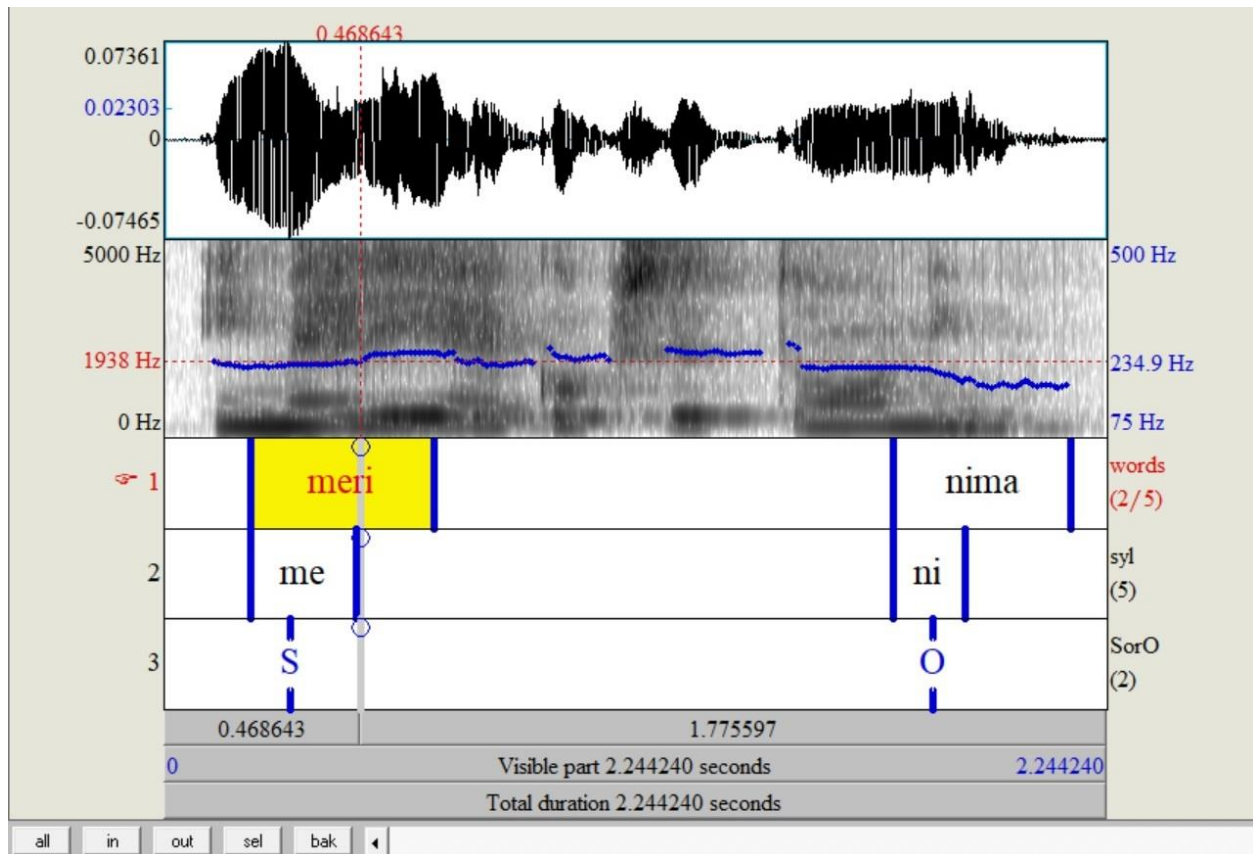 0.468643
0.07361
0.02303
0
-0.07465
5000 Hz 500 Hz
1938 Hz 234.9 Hz
0 Hz 75 Hz
☞ 1 meri nima words (2/5)
2 me ni syl (5)
3 S O SorO (2)
0.468643 1.775597
0 Visible part 2.244240 seconds 2.244240
Total duration 2.244240 seconds
all in out sel bak